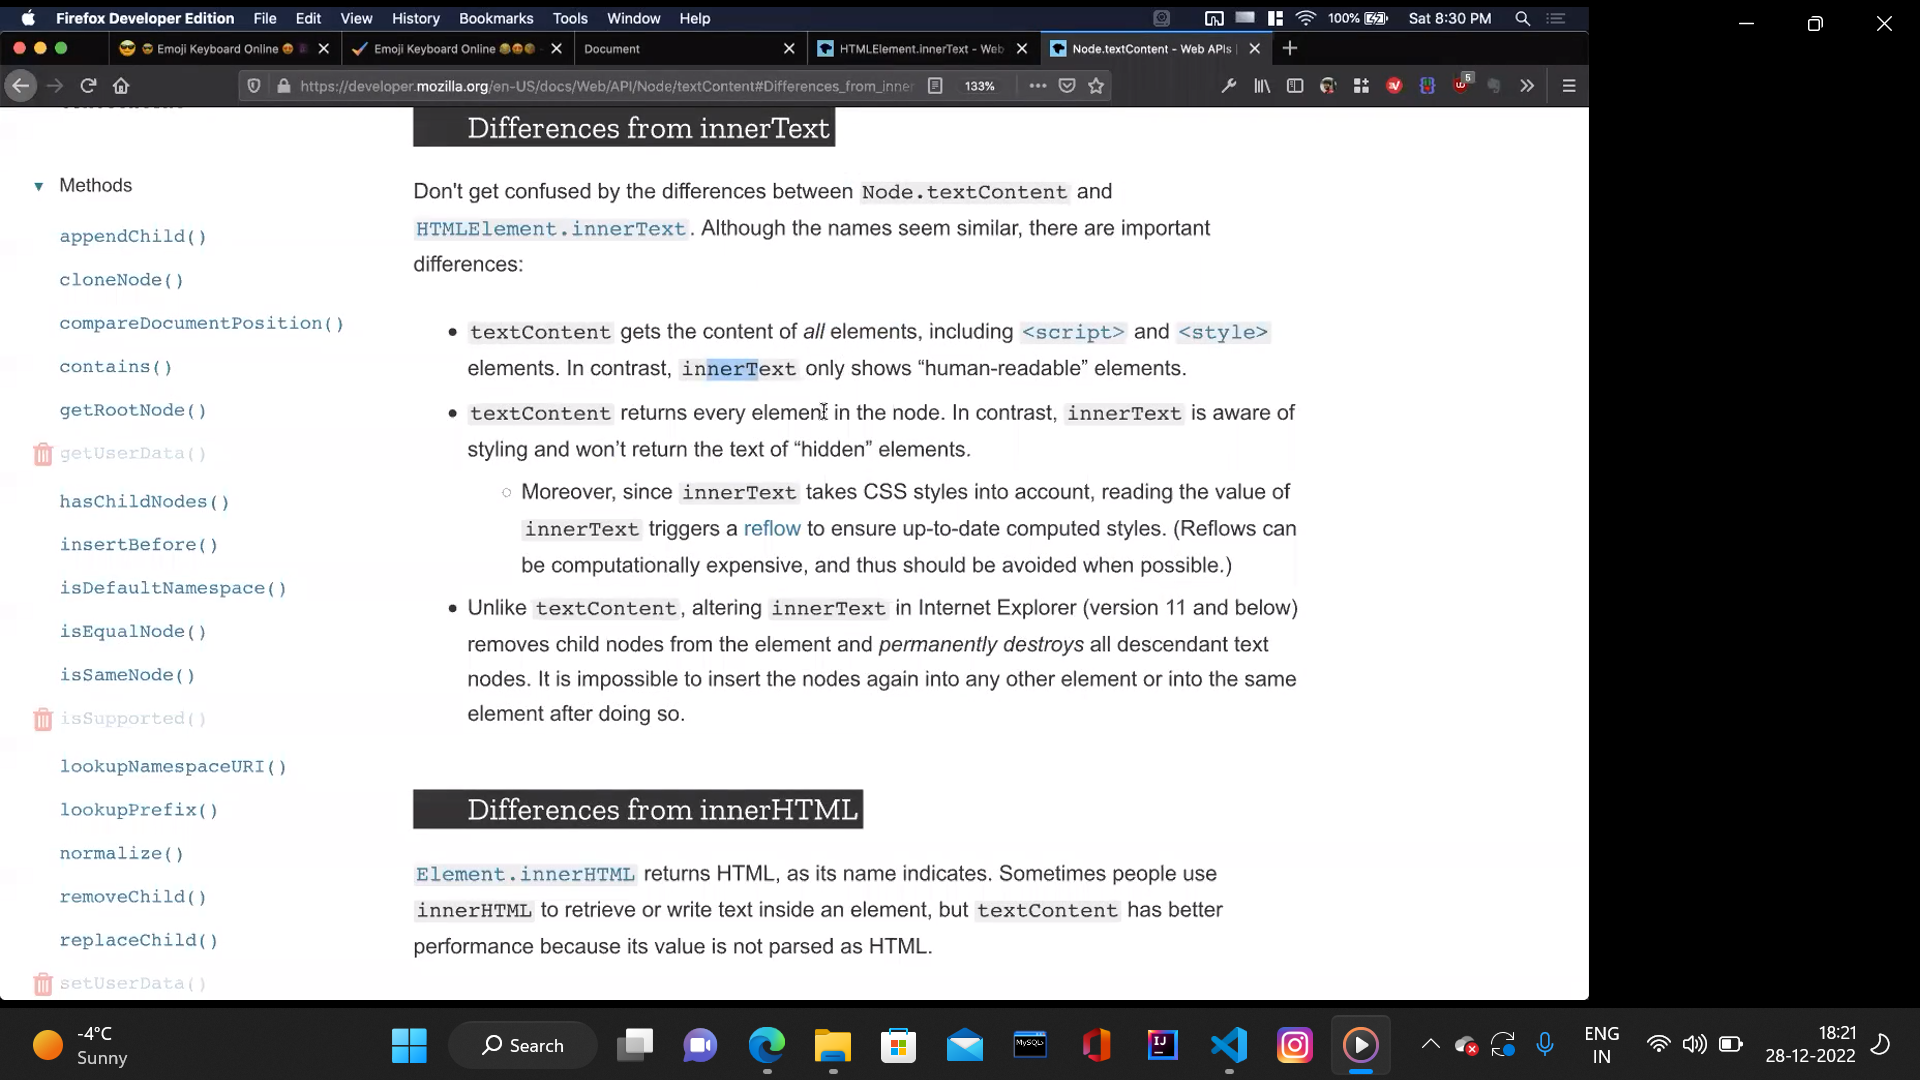 Firefox Developer Edition File Edit View History Bookmarks Tools Window Help 100% Sat 8:30 PM
Emoji Keyboard Online Emoji Keyboard Online Document HTMLElement.innerText - Web Node.textContent - Web APIs
https://developer.mozilla.org/en-US/docs/Web/API/Node/textContent#Differences_from_inner 133% 5
Methods
appendChild()
cloneNode()
compareDocumentPosition()
contains()
getRootNode()
getUserData()
hasChildNodes()
insertBefore()
isDefaultNamespace()
isEqualNode()
isSameNode()
isSupported()
lookupNamespaceURI()
lookupPrefix()
normalize()
removeChild()
replaceChild()
setUserData()
Differences from innerText
Don't get confused by the differences between Node.textContent and
HTMLElement.innerText. Although the names seem similar, there are important
differences:
• textContent gets the content of all elements, including <script> and <style>
elements. In contrast, innerText only shows “human-readable” elements.
• textContent returns every element in the node. In contrast, innerText is aware of
styling and won’t return the text of “hidden” elements.
◦ Moreover, since innerText takes CSS styles into account, reading the value of
innerText triggers a reflow to ensure up-to-date computed styles. (Reflows can
be computationally expensive, and thus should be avoided when possible.)
• Unlike textContent, altering innerText in Internet Explorer (version 11 and below)
removes child nodes from the element and permanently destroys all descendant text
nodes. It is impossible to insert the nodes again into any other element or into the same
element after doing so.
Differences from innerHTML
Element.innerHTML returns HTML, as its name indicates. Sometimes people use
innerHTML to retrieve or write text inside an element, but textContent has better
performance because its value is not parsed as HTML.
-4°C
Sunny
Search
MySQL
IJ
ENG
IN
18:21
28-12-2022